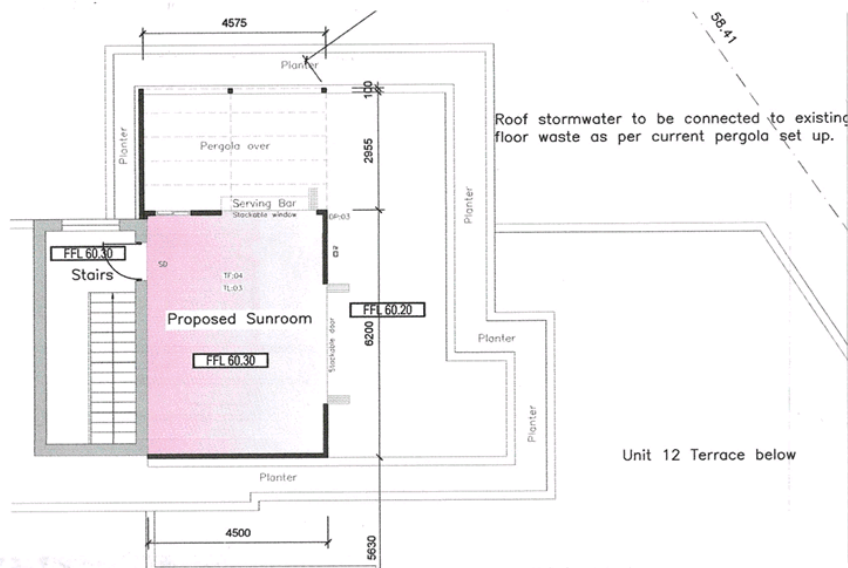 4575
58.41
Planter
100
Roof stormwater to be connected to existing
floor waste as per current pergola set up.
Planter
Pergola over
2955
Planter
Serving Bar
Stackable window
DP:03
FFL 60.30
Stairs
SD
TF:04
TL:03
FFL 60.20
Proposed Sunroom
Stackable door
6200
Planter
FFL 60.30
Planter
Unit 12 Terrace below
Planter
4500
5630